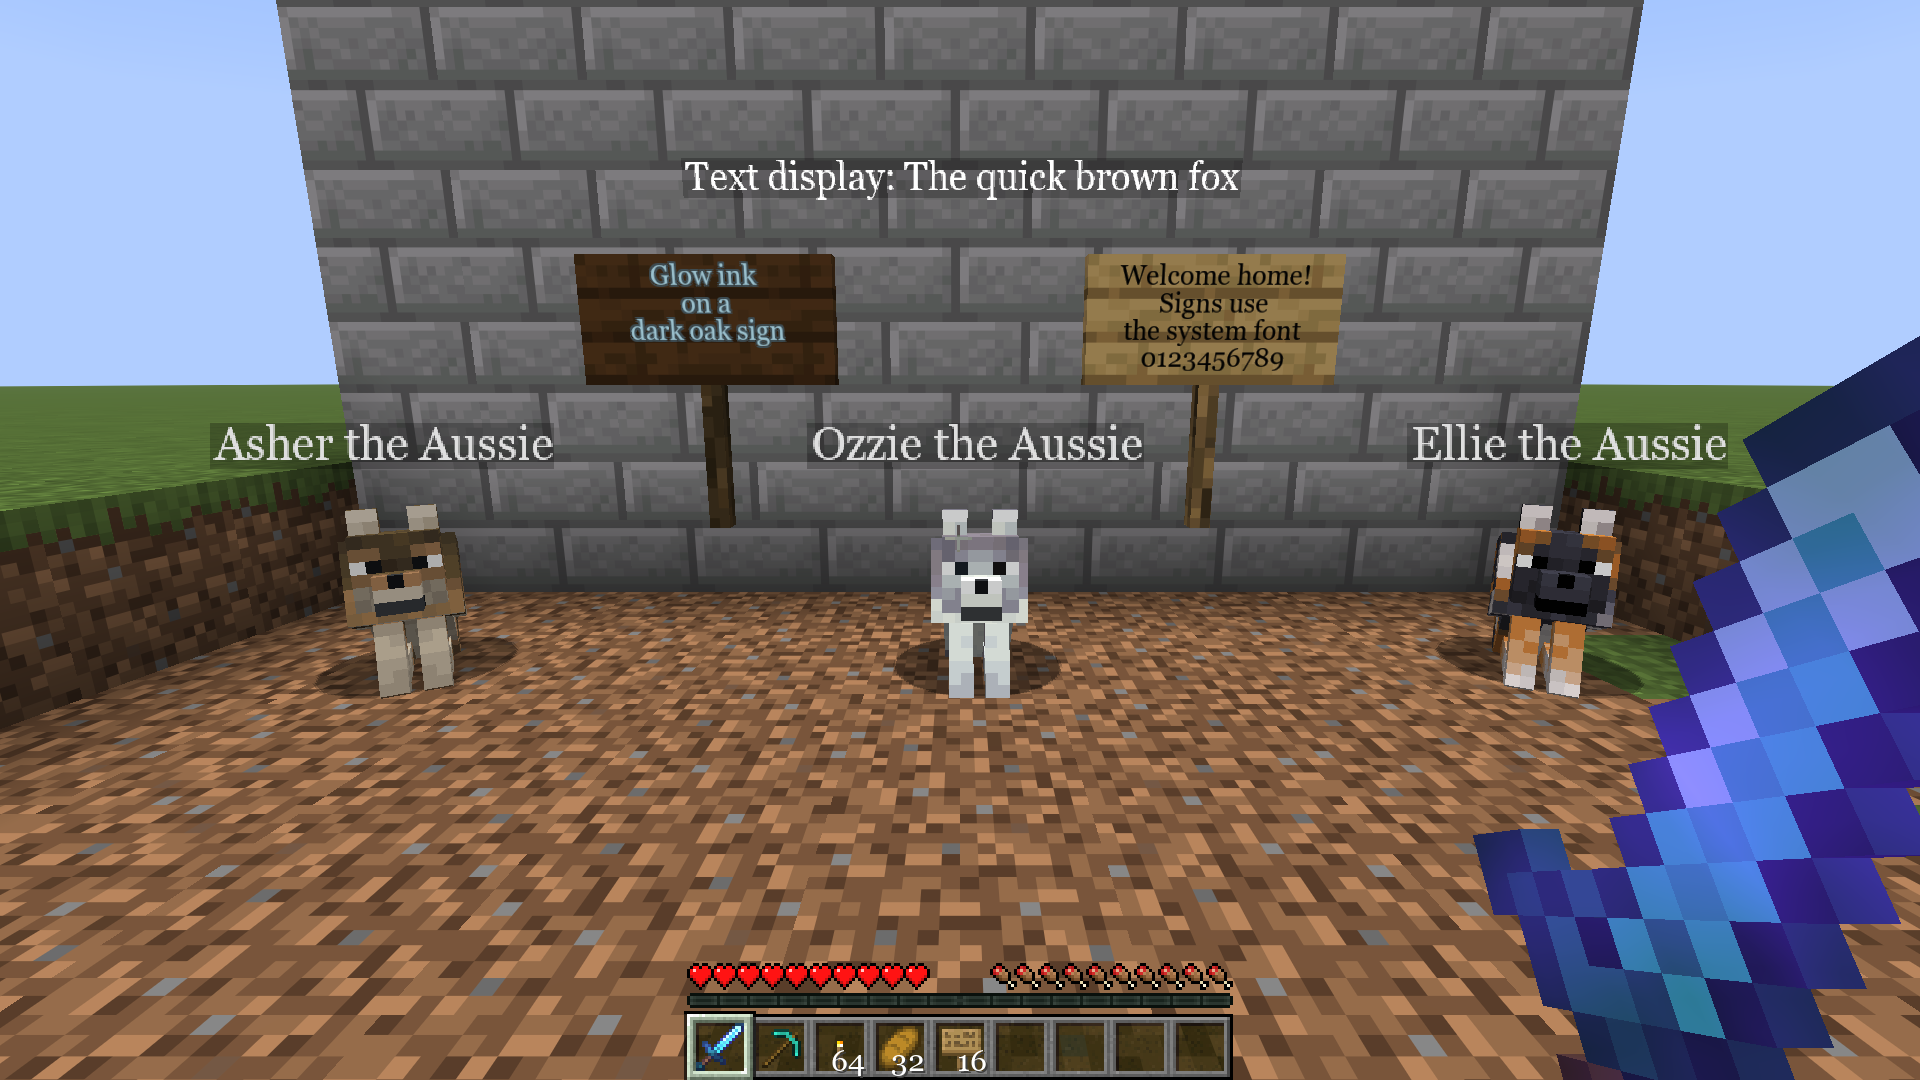 Text display: The quick brown fox
Glow ink
on a
dark oak sign
Welcome home!
Signs use
the system font
0123456789
Asher the Aussie
Ozzie the Aussie
Ellie the Aussie
64
32
16